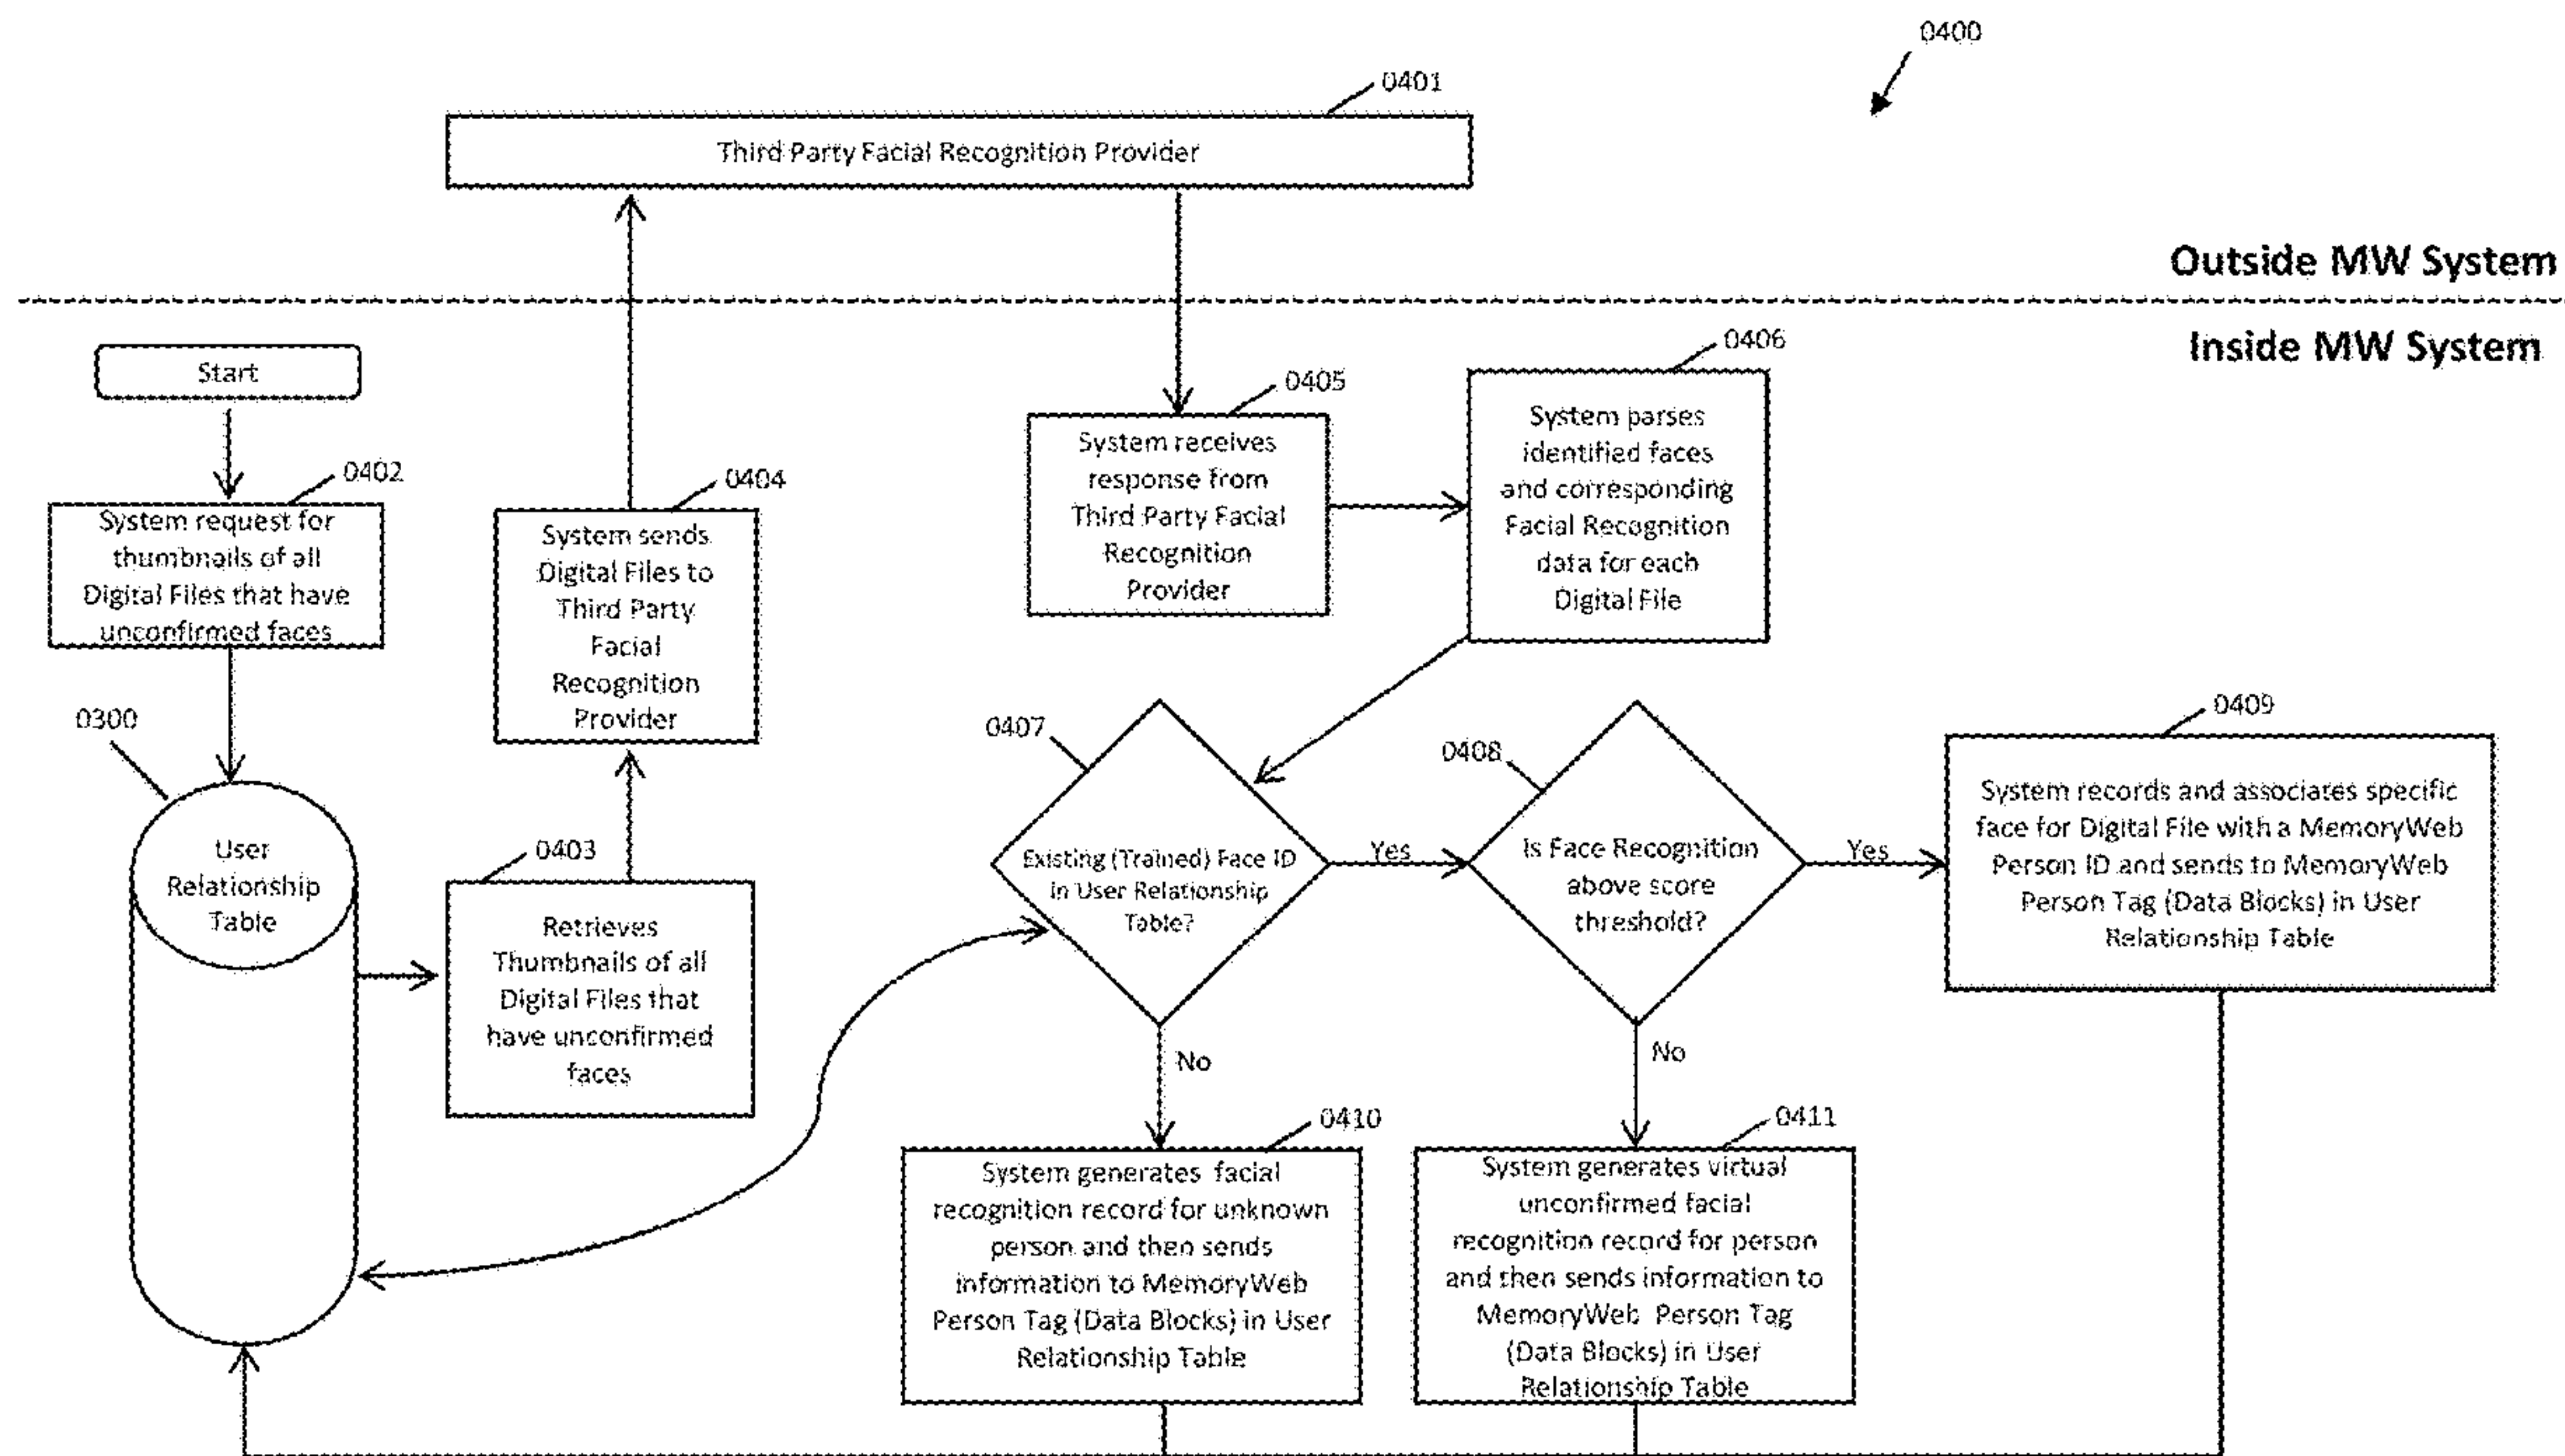 0400
0401
Third Party Facial Recognition Provider
Outside MW System
Inside MW System
Start
0402
System request for
thumbnails of all
Digital Files that have
unconfirmed faces
0300
User
Relationship
Table
0403
Retrieves
Thumbnails of all
Digital Files that
have unconfirmed
faces
0404
System sends
Digital Files to
Third Party
Facial
Recognition
Provider
0405
System receives
response from
Third Party Facial
Recognition
Provider
0406
System parses
identified faces
and corresponding
Facial Recognition
data for each
Digital File
0407
Existing (Trained) Face ID
in User Relationship
Table?
Yes
No
0408
Is Face Recognition
above score
threshold?
Yes
No
0409
System records and associates specific
face for Digital File with a MemoryWeb
Person ID and sends to MemoryWeb
Person Tag (Data Blocks) in User
Relationship Table
0410
System generates facial
recognition record for unknown
person and then sends
information to MemoryWeb
Person Tag (Data Blocks) in User
Relationship Table
0411
System generates virtual
unconfirmed facial
recognition record for person
and then sends information to
MemoryWeb Person Tag
(Data Blocks) in User
Relationship Table